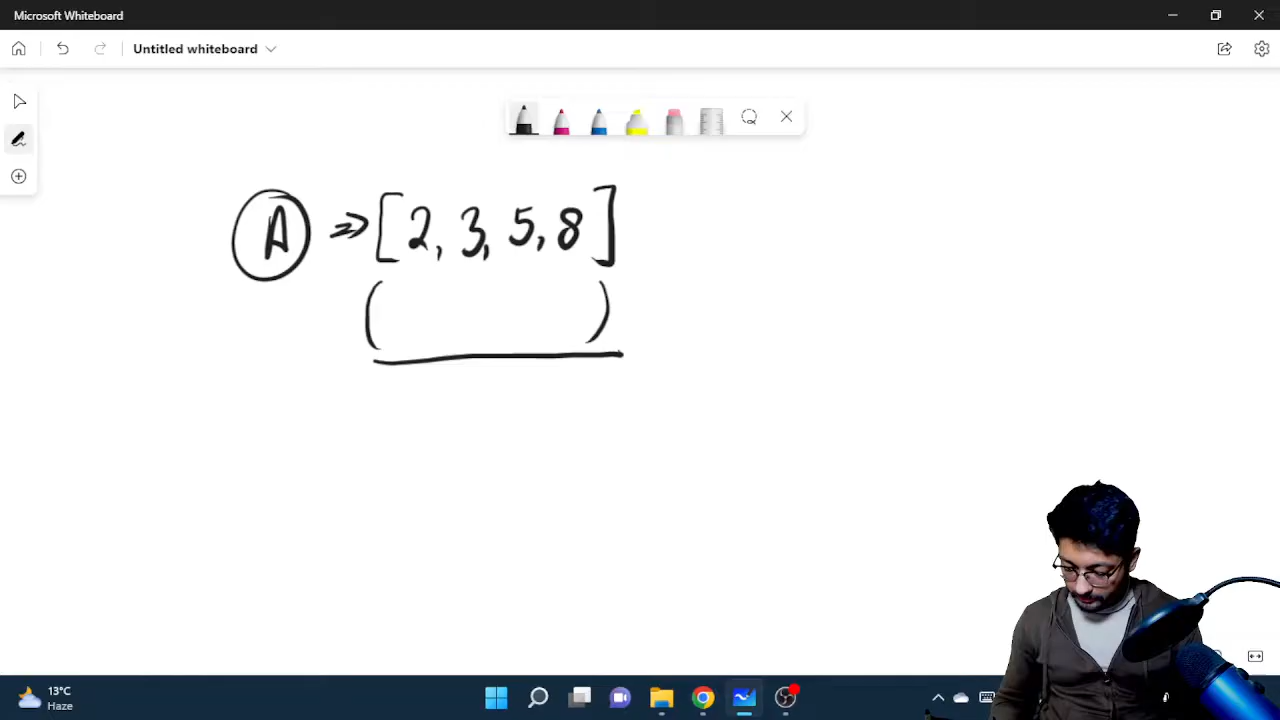 Microsoft Whiteboard
Untitled whiteboard
A ⇒ [2, 3, 5, 8]
( )
13°C
Haze